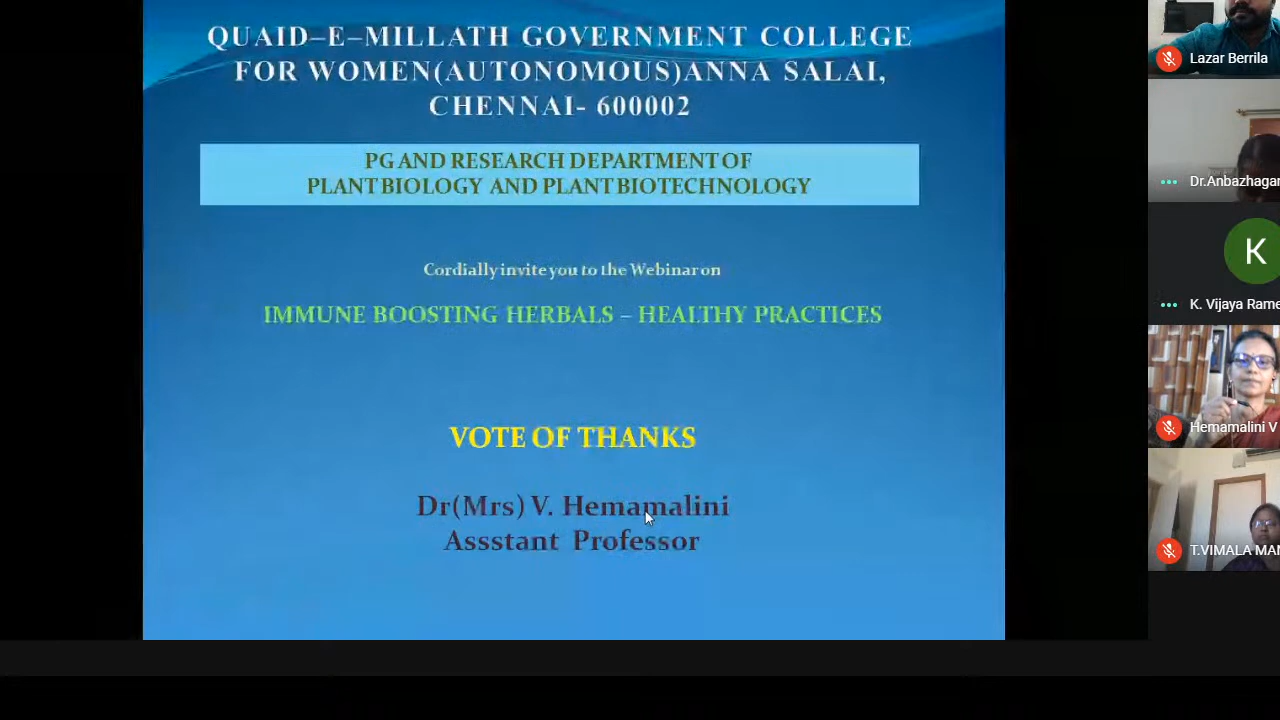 QUAID–E–MILLATH GOVERNMENT COLLEGE
FOR WOMEN(AUTONOMOUS)ANNA SALAI,
CHENNAI- 600002
PG AND RESEARCH DEPARTMENT OF
PLANT BIOLOGY AND PLANT BIOTECHNOLOGY
Cordially invite you to the Webinar on
IMMUNE BOOSTING HERBALS – HEALTHY PRACTICES
VOTE OF THANKS
Dr(Mrs) V. Hemamalini
Assstant Professor
Lazar Berrila
Dr.Anbazhagan
K
K. Vijaya Rame
Hemamalini V
T.VIMALA MAN